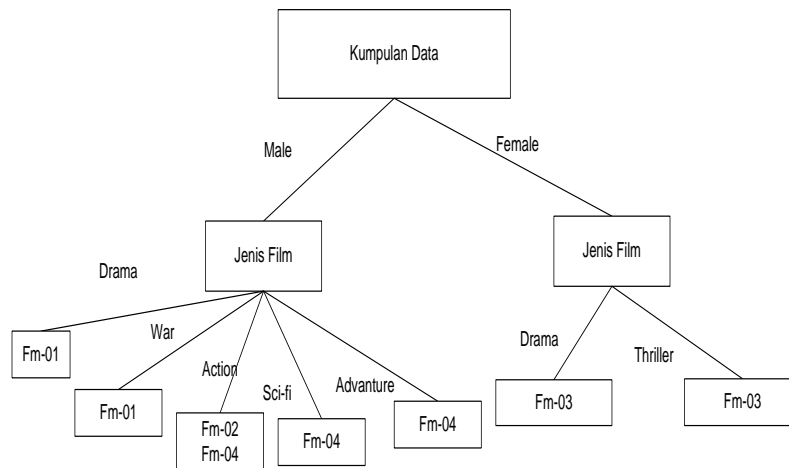 Kumpulan Data
Male
Female
Jenis Film
Jenis Film
Drama
War
Action
Sci-fi
Advanture
Drama
Thriller
Fm-01
Fm-01
Fm-02
Fm-04
Fm-04
Fm-04
Fm-03
Fm-03